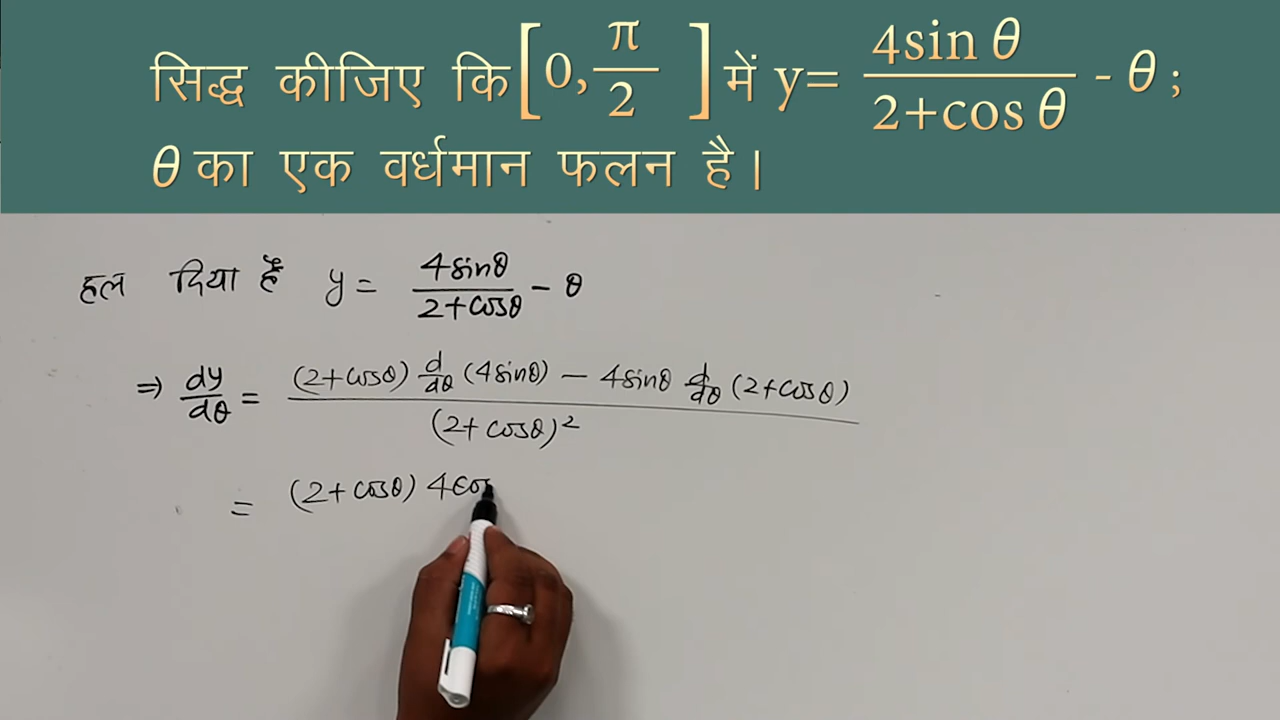 सिद्ध कीजिए कि [0, π/2] में y= 4sin θ/2+cos θ - θ ;
θ का एक वर्धमान फलन है |
हल दिया है y = 4sinθ/2+cosθ - θ
⇒ dy/dθ = (2+cosθ) d/dθ (4sinθ) - 4sinθ d/dθ (2+cosθ)/(2+cosθ)²
= (2+cosθ) 4cos